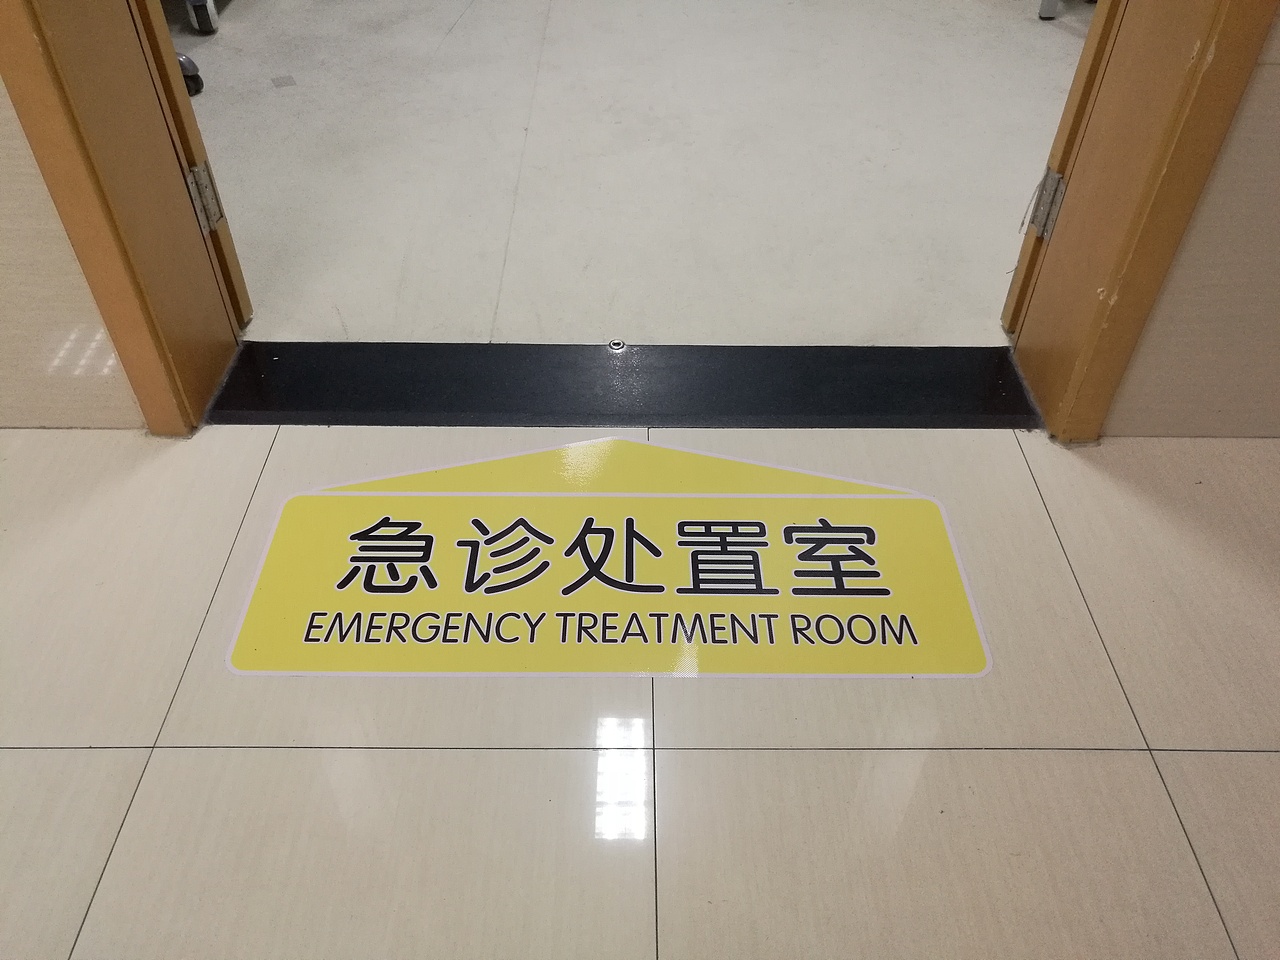 急诊处置室
EMERGENCY TREATMENT ROOM